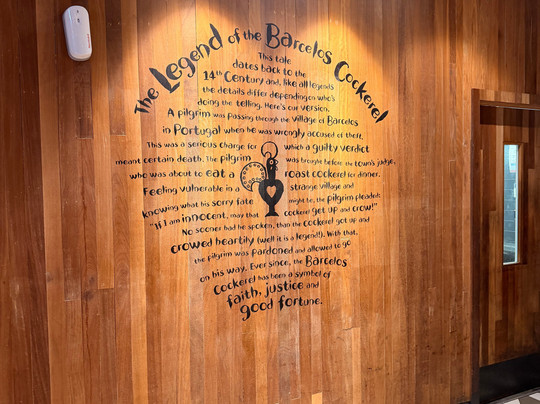 The Legend of the Barcelos Cockerel
This tale
dates back to the
14th Century and, like all legends
the details differ depending on who's
doing the telling. Here's our version.
A pilgrim was passing through the village of Barcelos
in Portugal when he was wrongly accused of theft.
This was a serious charge for which a guilty verdict
meant certain death. The pilgrim was brought before the town's judge,
who was about to eat a roast cockerel for dinner.
Feeling vulnerable in a strange village and
knowing what his sorry fate might be, the pilgrim pleaded:
"If I am innocent, may that cockerel get up and crow!"
No sooner had he spoken, than the cockerel got up and
crowed heartily (well it is a legend!). With that,
the pilgrim was pardoned and allowed to go
on his way. Ever since, the Barcelos
Cockerel has been a symbol of
faith, justice and
good fortune.